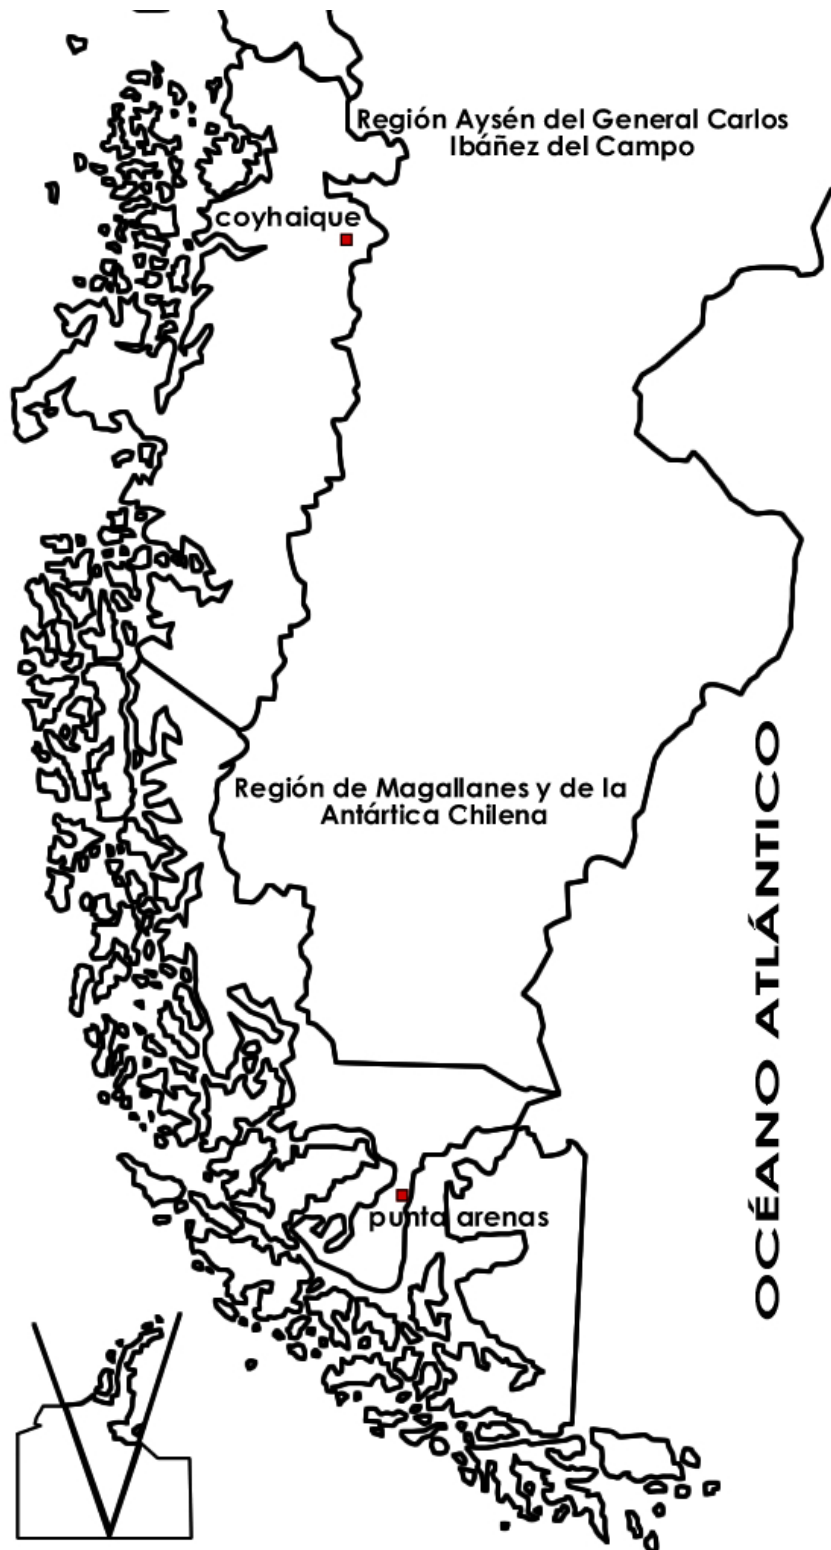 Región Aysén del General Carlos
Ibáñez del Campo
coyhaique
Región de Magallanes y de la
Antártica Chilena
OCÉANO ATLÁNTICO
punta arenas